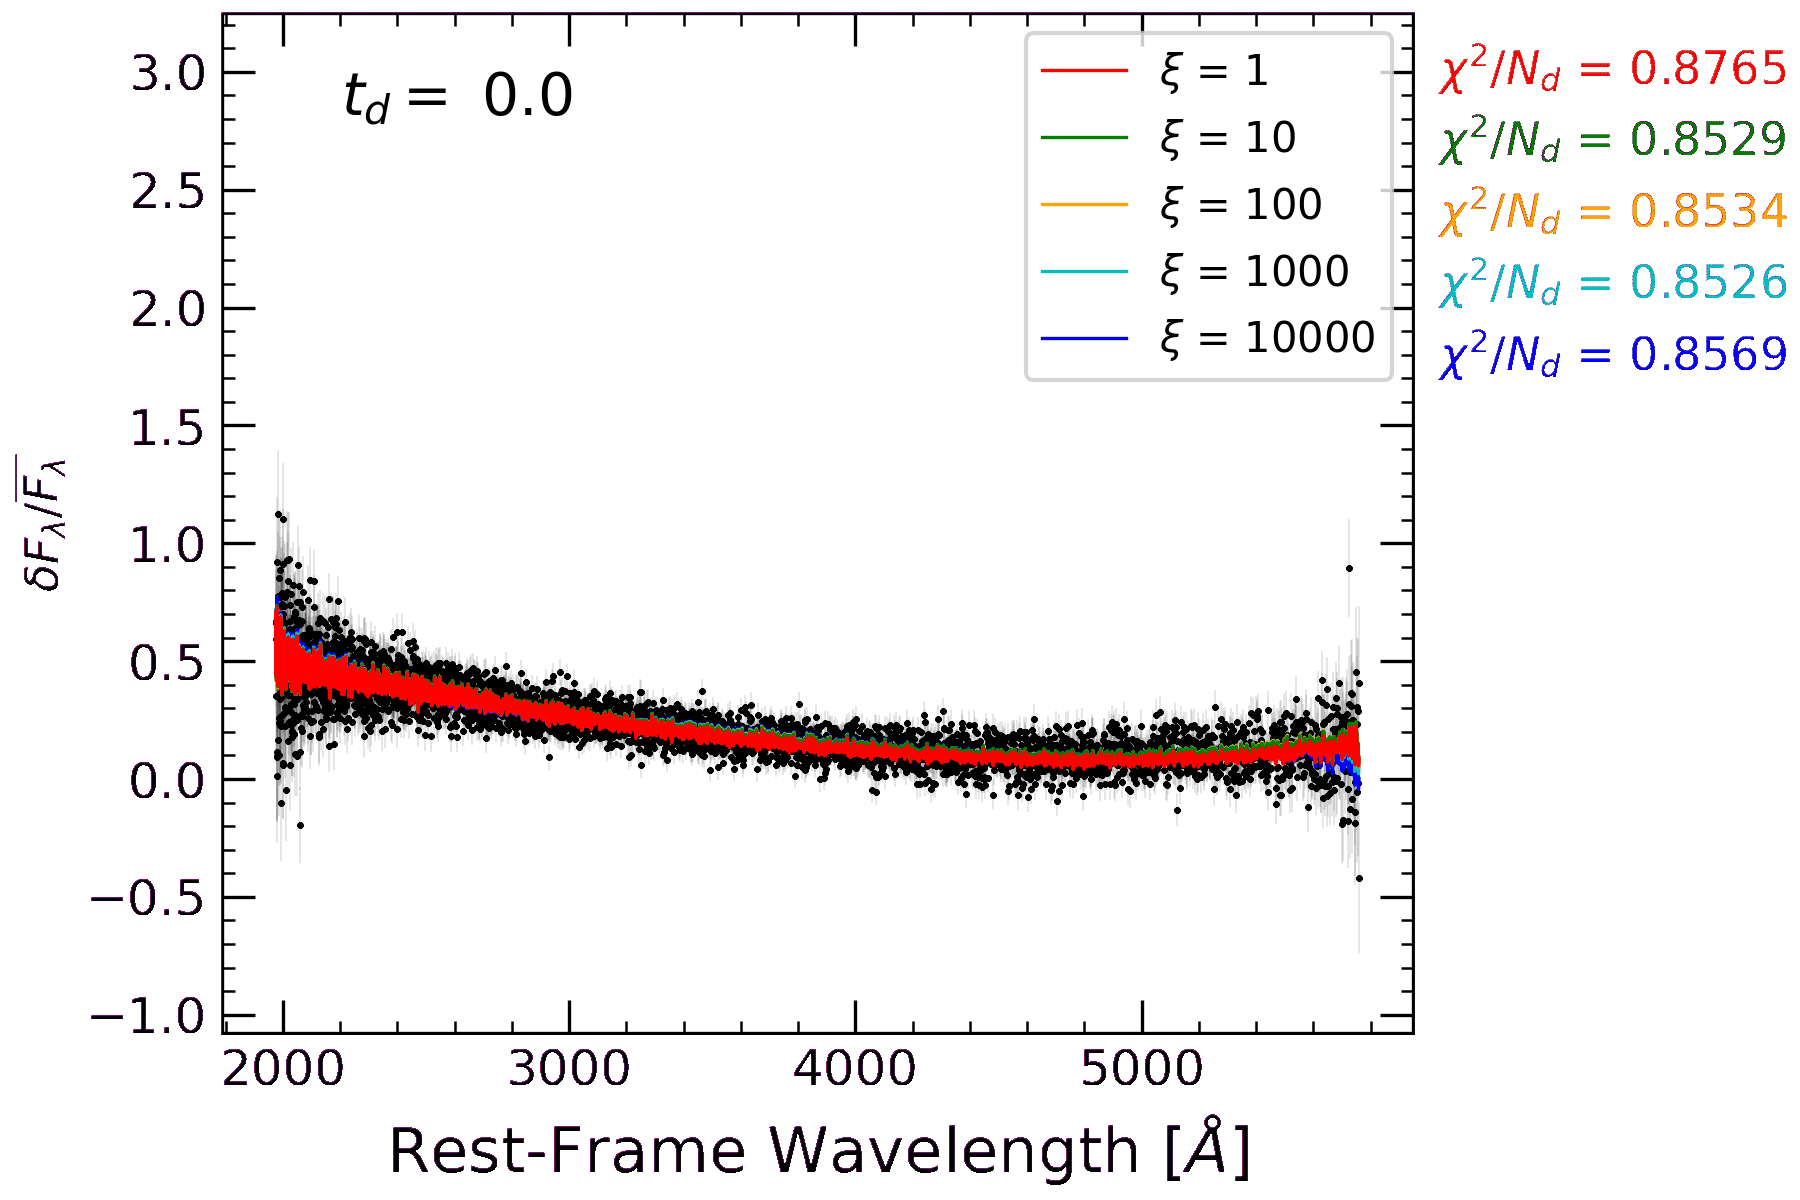 t_d = 0.0
ξ = 1
ξ = 10
ξ = 100
ξ = 1000
ξ = 10000
χ²/N_d = 0.8765
χ²/N_d = 0.8529
χ²/N_d = 0.8534
χ²/N_d = 0.8526
χ²/N_d = 0.8569
δF_λ/F̅_λ
3.0
2.5
2.0
1.5
1.0
0.5
0.0
−0.5
−1.0
2000 3000 4000 5000
Rest-Frame Wavelength [Å]